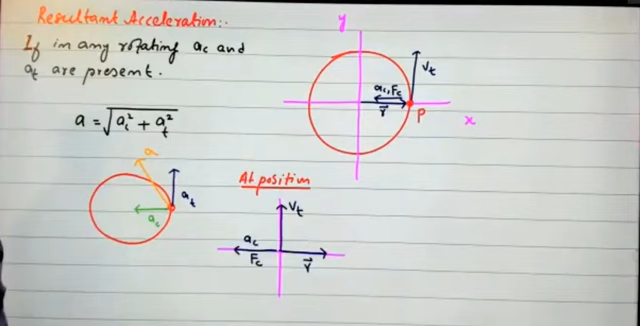 Resultant Acceleration:-
If in any rotating ac and
at are present.
a = √ac² + at²
a
at
ac
y
Vt
ac, Fc
r⃗
P
x
At position
Vt
ac
Fc
r⃗